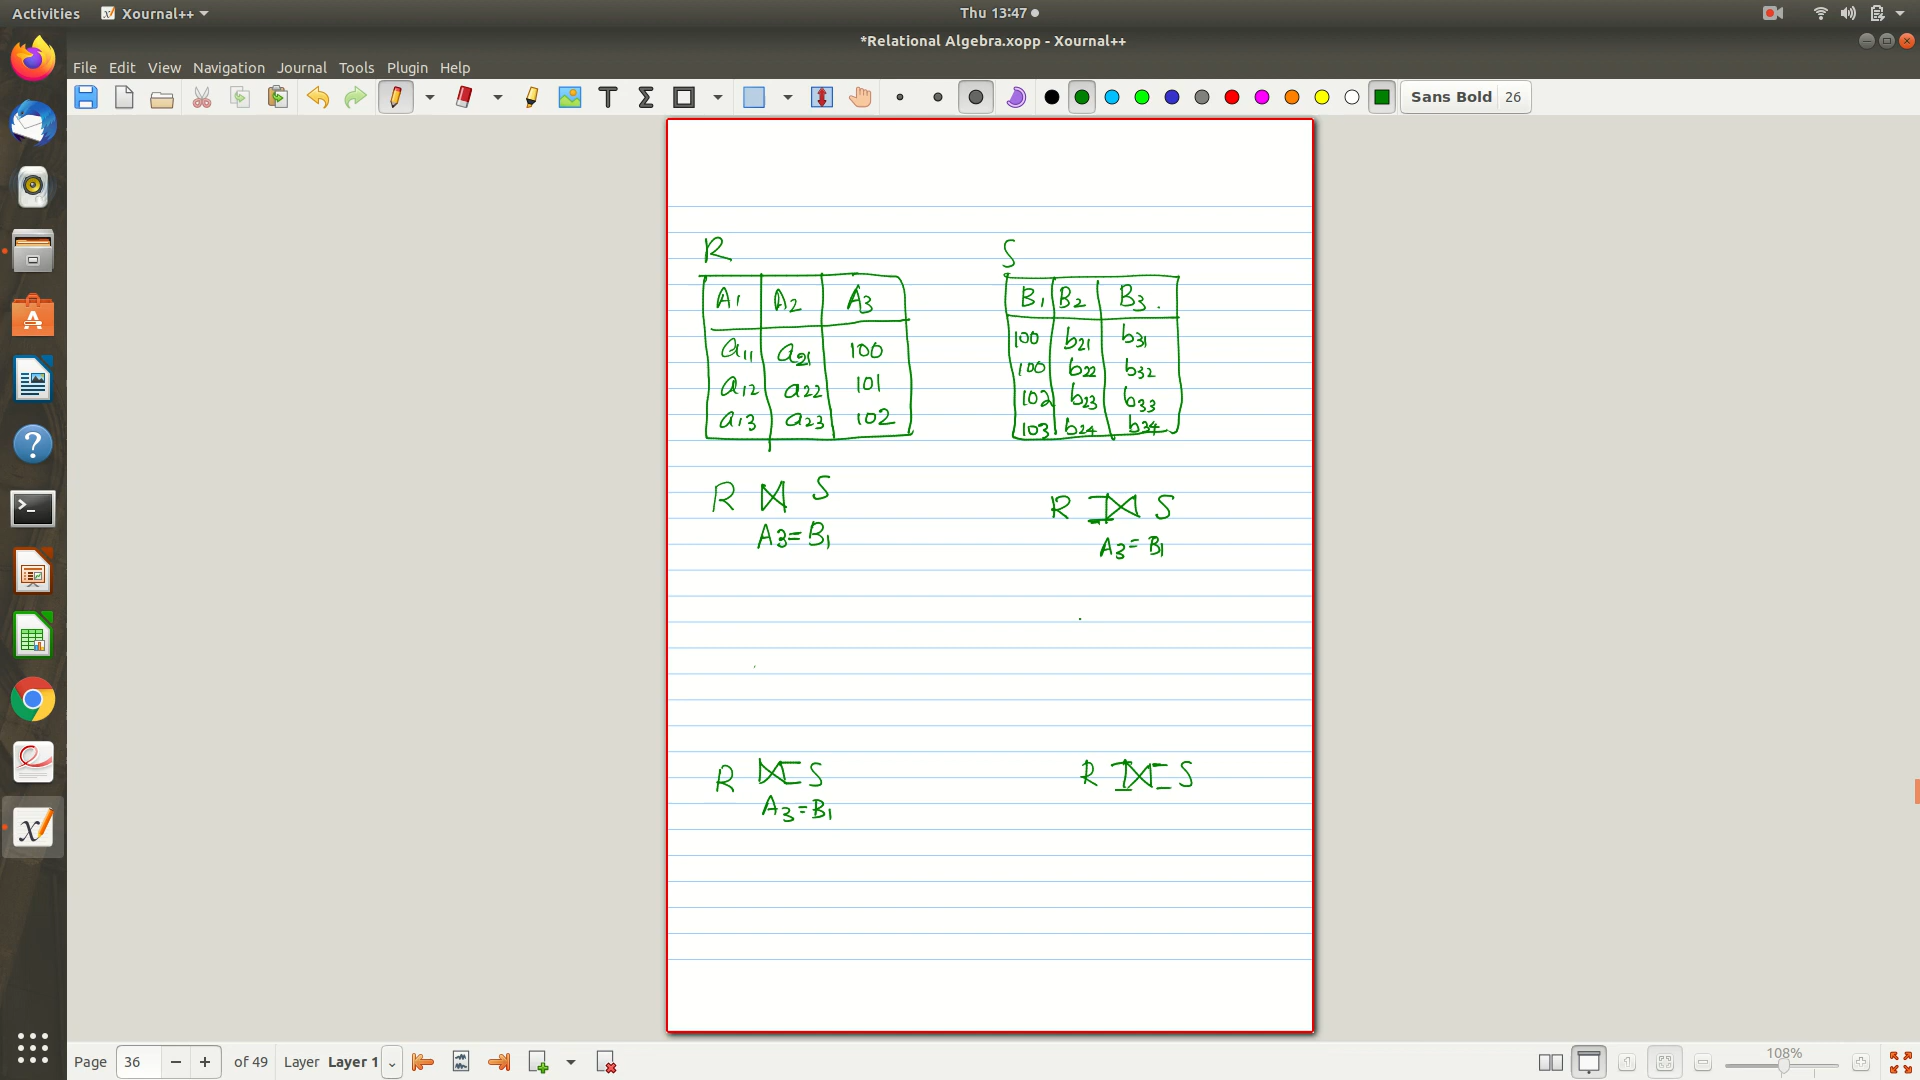 Activities Xournal++ Thu 13:47
*Relational Algebra.xopp - Xournal++
File Edit View Navigation Journal Tools Plugin Help
Sans Bold 26
R
A1 A2 A3
a11 a21 100
a12 a22 101
a13 a23 102
S
B1 B2 B3 .
100 b21 b31
100 b22 b32
102 b23 b33
103 b24 b34
R ⋈ S
A3=B1
R ⟕ S
A3=B1
R ⟖ S
A3=B1
R ⟗ S
Page 36 of 49 Layer Layer 1 108%